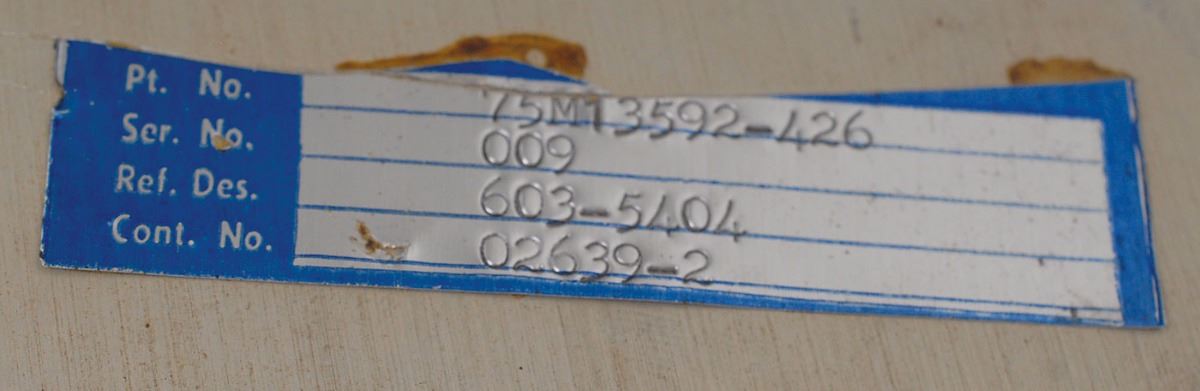 Pt. No. 75M13592-426
Ser. No. 009
Ref. Des. 603-5404
Cont. No. 02639-2